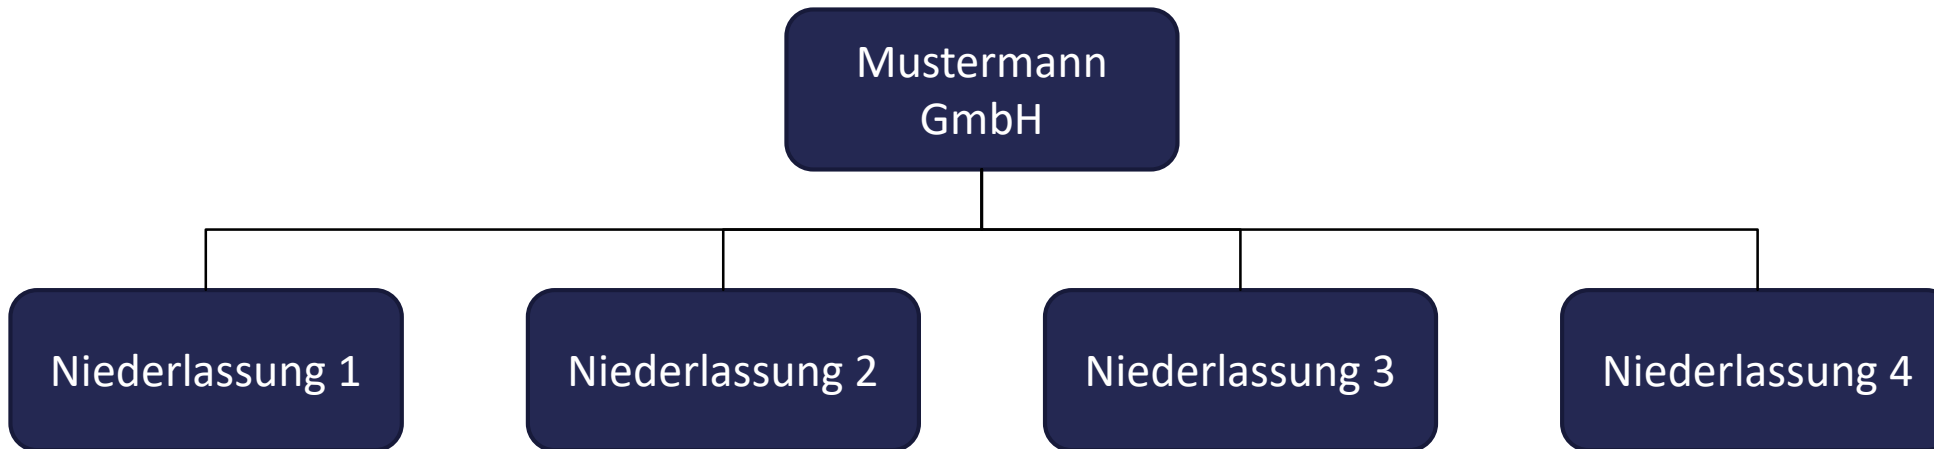 Mustermann
GmbH
Niederlassung 1
Niederlassung 2
Niederlassung 3
Niederlassung 4